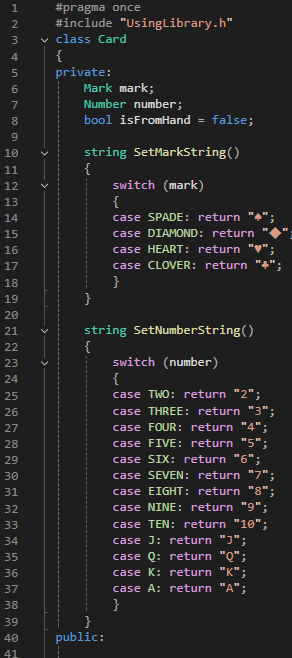 1 #pragma once
2 #include "UsingLibrary.h"
3 class Card
4 {
5 private:
6 Mark mark;
7 Number number;
8 bool isFromHand = false;
9
10 string SetMarkString()
11 {
12 switch (mark)
13 {
14 case SPADE: return "♠";
15 case DIAMOND: return "◆";
16 case HEART: return "♥";
17 case CLOVER: return "♣";
18 }
19 }
20
21 string SetNumberString()
22 {
23 switch (number)
24 {
25 case TWO: return "2";
26 case THREE: return "3";
27 case FOUR: return "4";
28 case FIVE: return "5";
29 case SIX: return "6";
30 case SEVEN: return "7";
31 case EIGHT: return "8";
32 case NINE: return "9";
33 case TEN: return "10";
34 case J: return "J";
35 case Q: return "Q";
36 case K: return "K";
37 case A: return "A";
38 }
39 }
40 public:
41